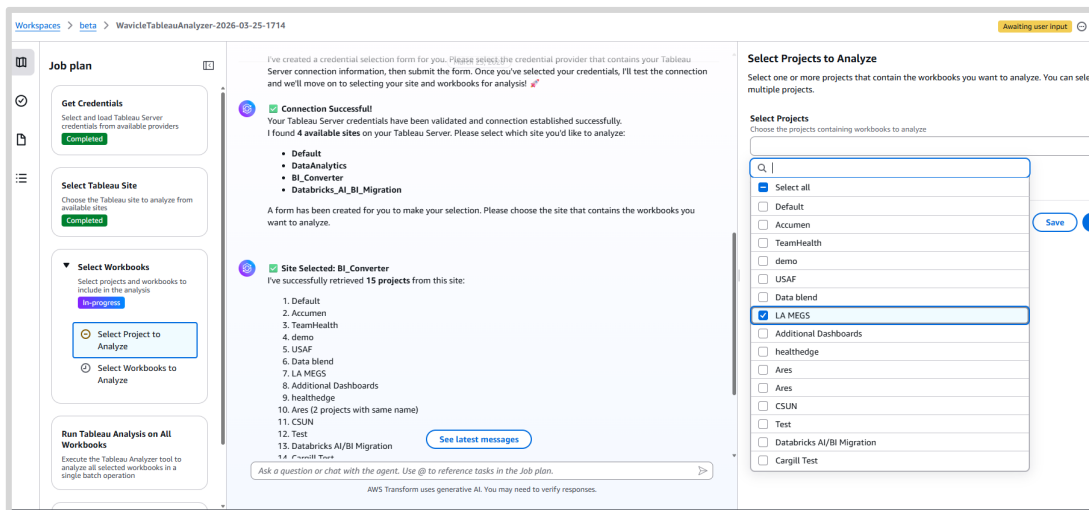 Workspaces > beta > WavicleTableauAnalyzer-2026-03-25-1714
Awaiting user input
Job plan
Get Credentials
Select and load Tableau Server
credentials from available providers
Completed
Select Tableau Site
Choose the Tableau site to analyze from
available sites
Completed
Select Workbooks
Select projects and workbooks to
include in the analysis
In-progress
Select Project to
Analyze
Select Workbooks to
Analyze
Run Tableau Analysis on All
Workbooks
Execute the Tableau Analyzer tool to
analyze all selected workbooks in a
single batch operation
I've created a credential selection form for you. Please select the credential provider that contains your Tableau
Server connection information, then submit the form. Once you've selected your credentials, I'll test the connection
and we'll move on to selecting your site and workbooks for analysis! 🚀
✅ Connection Successful!
Your Tableau Server credentials have been validated and connection established successfully.
I found 4 available sites on your Tableau Server. Please select which site you'd like to analyze:
• Default
• DataAnalytics
• BI_Converter
• Databricks_AI_BI_Migration
A form has been created for you to make your selection. Please choose the site that contains the workbooks you
want to analyze.
✅ Site Selected: BI_Converter
I've successfully retrieved 15 projects from this site:
1. Default
2. Accumen
3. TeamHealth
4. demo
5. USAF
6. Data blend
7. LA MEGS
8. Additional Dashboards
9. healthedge
10. Ares (2 projects with same name)
11. CSUN
12. Test
13. Databricks AI/BI Migration
14. Cargill Test
See latest messages
Ask a question or chat with the agent. Use @ to reference tasks in the Job plan.
AWS Transform uses generative AI. You may need to verify responses.
Select Projects to Analyze
Select one or more projects that contain the workbooks you want to analyze. You can sele
multiple projects.
Select Projects
Choose the Projects containing workbooks to analyze
Select all
Default
Accumen
TeamHealth
demo
USAF
Data blend
LA MEGS
Additional Dashboards
healthedge
Ares
Ares
CSUN
Test
Databricks AI/BI Migration
Cargill Test
Save